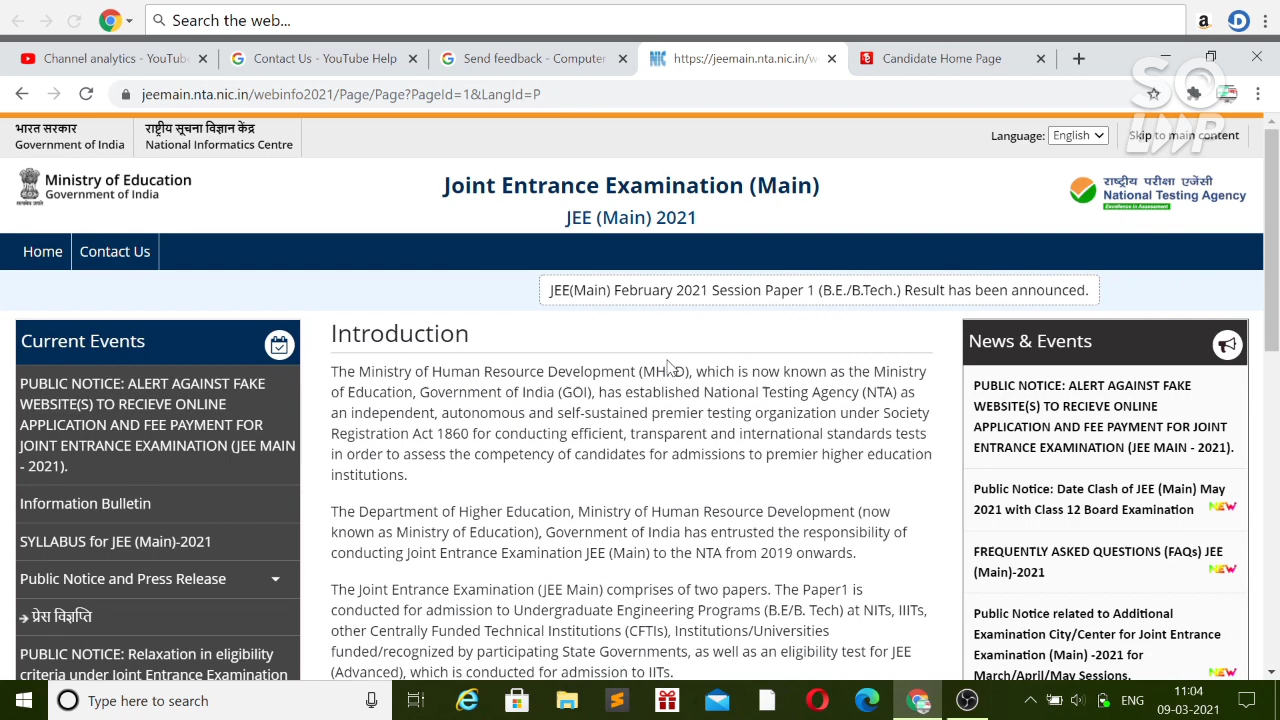 Search the web...
Channel analytics - YouTube
Contact Us - YouTube Help
Send feedback - Computer
https://jeemain.nta.nic.in/w
Candidate Home Page
jeemain.nta.nic.in/webinfo2021/Page/Page?PageId=1&LangId=P
भारत सरकार
Government of India
राष्ट्रीय सूचना विज्ञान केंद्र
National Informatics Centre
Language: English
Skip to main content
Ministry of Education
Government of India
सत्यमेव जयते
Joint Entrance Examination (Main)
JEE (Main) 2021
राष्ट्रीय परीक्षा एजेंसी
National Testing Agency
Excellence in Assessment
Home
Contact Us
JEE(Main) February 2021 Session Paper 1 (B.E./B.Tech.) Result has been announced.
Current Events
PUBLIC NOTICE: ALERT AGAINST FAKE
WEBSITE(S) TO RECIEVE ONLINE
APPLICATION AND FEE PAYMENT FOR
JOINT ENTRANCE EXAMINATION (JEE MAIN
- 2021).
Information Bulletin
SYLLABUS for JEE (Main)-2021
Public Notice and Press Release
प्रेस विज्ञप्ति
PUBLIC NOTICE: Relaxation in eligibility
criteria under Joint Entrance Examination
Introduction
The Ministry of Human Resource Development (MHRD), which is now known as the Ministry
of Education, Government of India (GOI), has established National Testing Agency (NTA) as
an independent, autonomous and self-sustained premier testing organization under Society
Registration Act 1860 for conducting efficient, transparent and international standards tests
in order to assess the competency of candidates for admissions to premier higher education
institutions.
The Department of Higher Education, Ministry of Human Resource Development (now
known as Ministry of Education), Government of India has entrusted the responsibility of
conducting Joint Entrance Examination JEE (Main) to the NTA from 2019 onwards.
The Joint Entrance Examination (JEE Main) comprises of two papers. The Paper1 is
conducted for admission to Undergraduate Engineering Programs (B.E/B. Tech) at NITs, IIITs,
other Centrally Funded Technical Institutions (CFTIs), Institutions/Universities
funded/recognized by participating State Governments, as well as an eligibility test for JEE
(Advanced), which is conducted for admission to IITs.
News & Events
PUBLIC NOTICE: ALERT AGAINST FAKE
WEBSITE(S) TO RECIEVE ONLINE
APPLICATION AND FEE PAYMENT FOR JOINT
ENTRANCE EXAMINATION (JEE MAIN - 2021).
Public Notice: Date Clash of JEE (Main) May
2021 with Class 12 Board Examination NEW
FREQUENTLY ASKED QUESTIONS (FAQs) JEE
(Main)-2021 NEW
Public Notice related to Additional
Examination City/Center for Joint Entrance
Examination (Main) -2021 for
March/April/May Sessions. NEW
Type here to search
ENG
11:04
09-03-2021